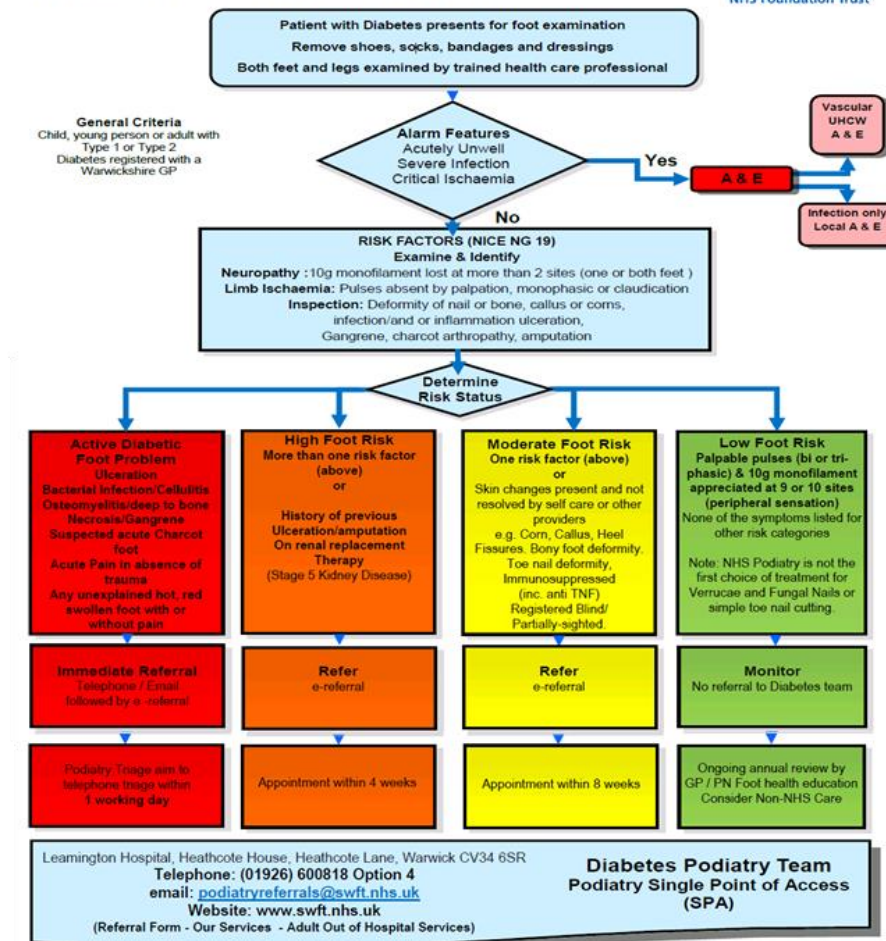 NHS Foundation Trust
Patient with Diabetes presents for foot examination
Remove shoes, socks, bandages and dressings
Both feet and legs examined by trained health care professional
General Criteria
Child, young person or adult with
Type 1 or Type 2
Diabetes registered with a
Warwickshire GP
Alarm Features
Acutely Unwell
Severe Infection
Critical Ischaemia
Yes
A & E
Vascular
UHCW
A & E
Infection only
Local A & E
No
RISK FACTORS (NICE NG 19)
Examine & Identify
Neuropathy :10g monofilament lost at more than 2 sites (one or both feet )
Limb Ischaemia: Pulses absent by palpation, monophasic or claudication
Inspection: Deformity of nail or bone, callus or corns,
infection/and or inflammation ulceration,
Gangrene, charcot arthropathy, amputation
Determine
Risk Status
Active Diabetic
Foot Problem
Ulceration
Bacterial Infection/Cellulitis
Osteomyelitis/deep to bone
Necrosis/Gangrene
Suspected acute Charcot
foot
Acute Pain in absence of
trauma
Any unexplained hot, red
swollen foot with or
without pain
Immediate Referral
Telephone / Email
followed by e -referral
Podiatry Triage aim to
telephone triage within
1 working day
High Foot Risk
More than one risk factor
(above)
or
History of previous
Ulceration/amputation
On renal replacement
Therapy
(Stage 5 Kidney Disease)
Refer
e-referral
Appointment within 4 weeks
Moderate Foot Risk
One risk factor (above)
or
Skin changes present and not
resolved by self care or other
providers
e.g. Corn, Callus, Heel
Fissures. Bony foot deformity.
Toe nail deformity,
Immunosuppressed
(inc. anti TNF)
Registered Blind/
Partially-sighted.
Refer
e-referral
Appointment within 8 weeks
Low Foot Risk
Palpable pulses (bi or tri-
phasic) & 10g monofilament
appreciated at 9 or 10 sites
(peripheral sensation)
None of the symptoms listed for
other risk categories
Note: NHS Podiatry is not the
first choice of treatment for
Verrucae and Fungal Nails or
simple toe nail cutting.
Monitor
No referral to Diabetes team
Ongoing annual review by
GP / PN Foot health education
Consider Non-NHS Care
Leamington Hospital, Heathcote House, Heathcote Lane, Warwick CV34 6SR
Telephone: (01926) 600818 Option 4
email: podiatryreferrals@swft.nhs.uk
Website: www.swft.nhs.uk
(Referral Form - Our Services - Adult Out of Hospital Services)
Diabetes Podiatry Team
Podiatry Single Point of Access
(SPA)